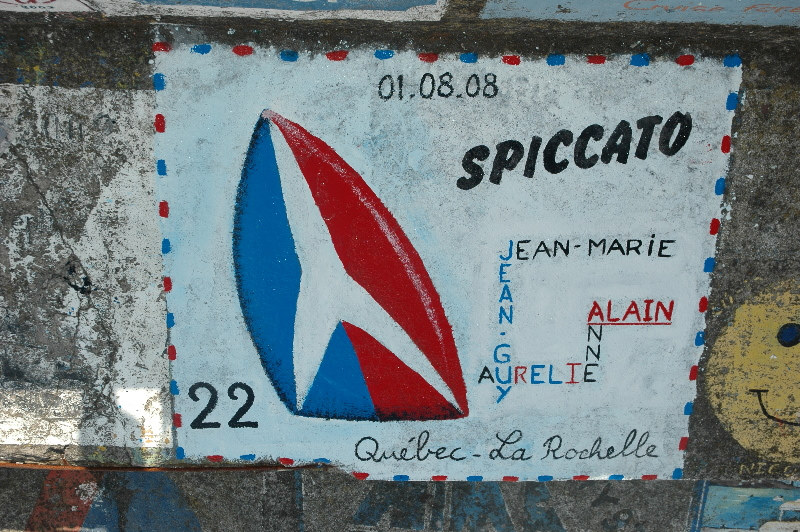 01.08.08
SPICCATO
JEAN-MARIE
JEAN-GUY
ALAIN
ANNE
AURELIE
22
Québec - La Rochelle